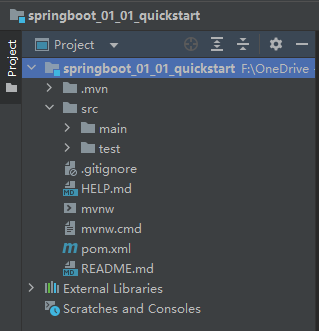 springboot_01_01_quickstart
Project
Project
springboot_01_01_quickstart F:\OneDrive
.mvn
src
main
test
.gitignore
HELP.md
mvnw
mvnw.cmd
pom.xml
README.md
External Libraries
Scratches and Consoles